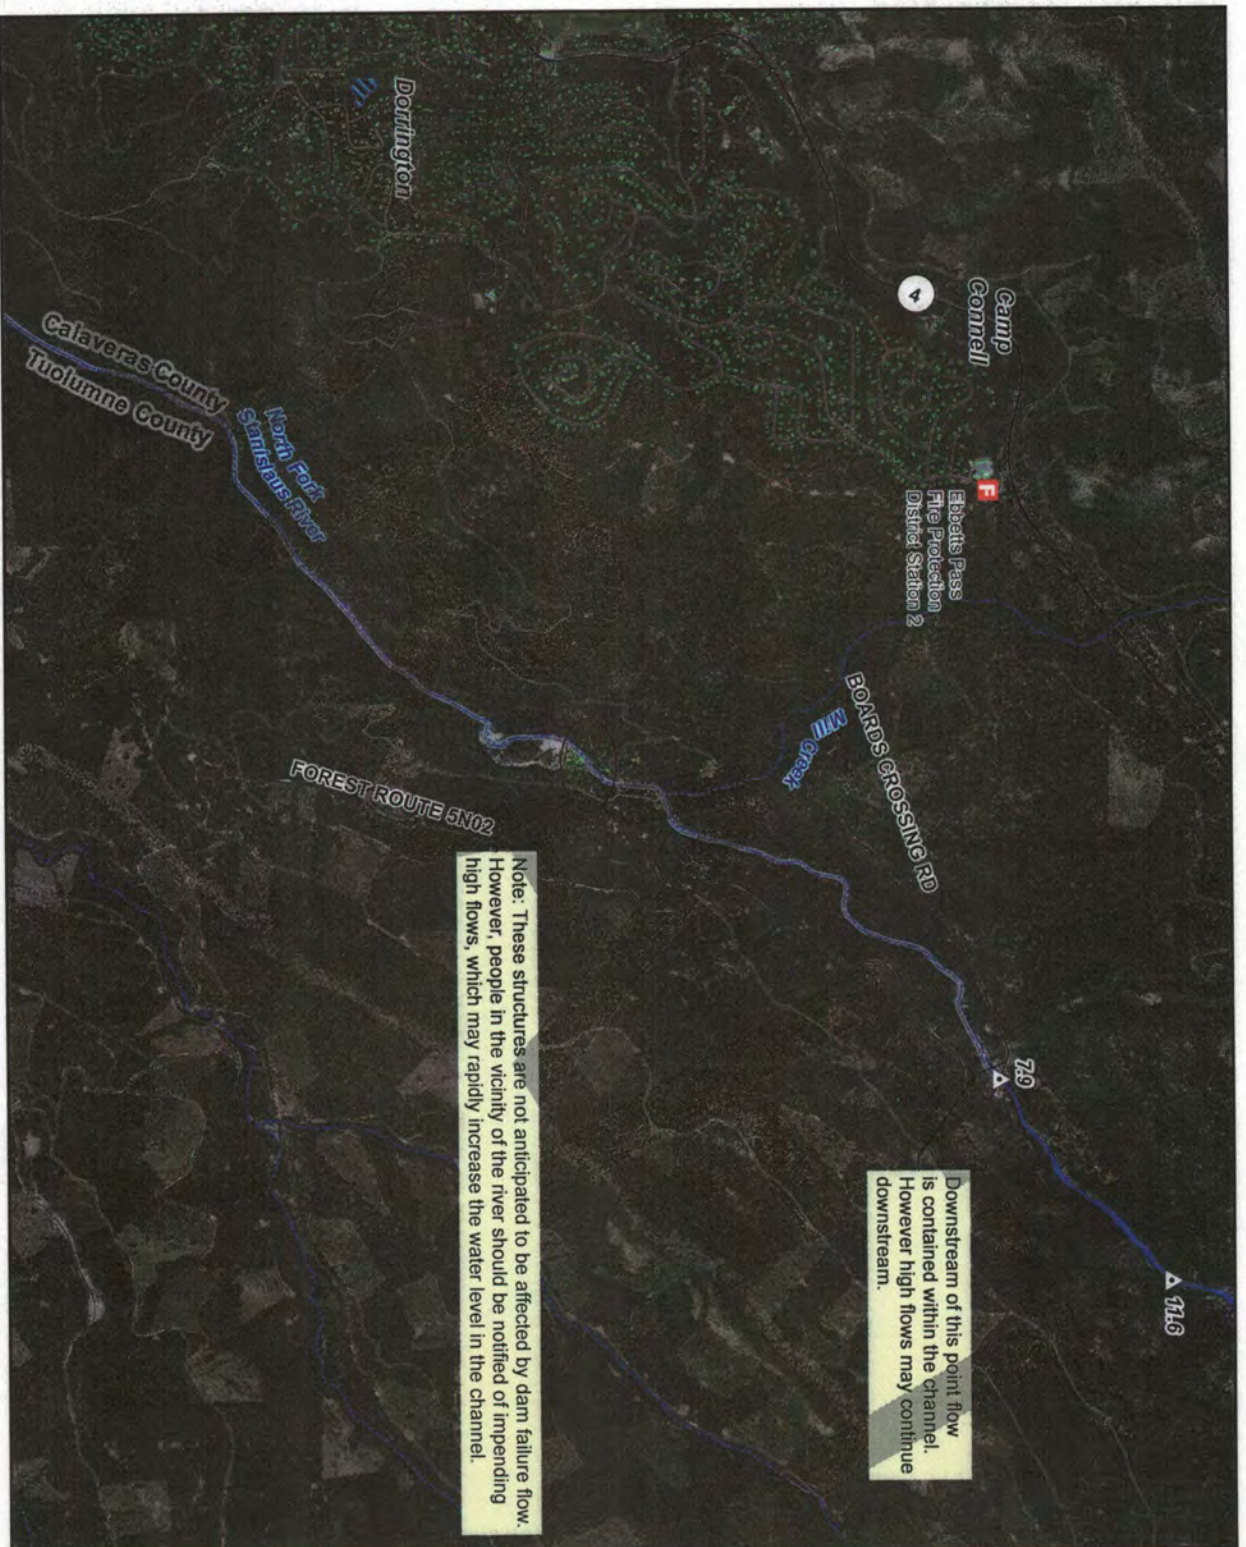 Dorrington
4
Camp
Connell
F
Ebbetts Pass
Fire Protection
District Station 2
Calaveras County
Tuolumne County
North Fork
Stanislaus River
BOARDS CROSSING RD
Mill Creek
FOREST ROUTE 5N02
7.9
11.6
Downstream of this point flow
is contained within the channel.
However high flows may continue
downstream.
Note: These structures are not anticipated to be affected by dam failure flow.
However, people in the vicinity of the river should be notified of impending
high flows, which may rapidly increase the water level in the channel.